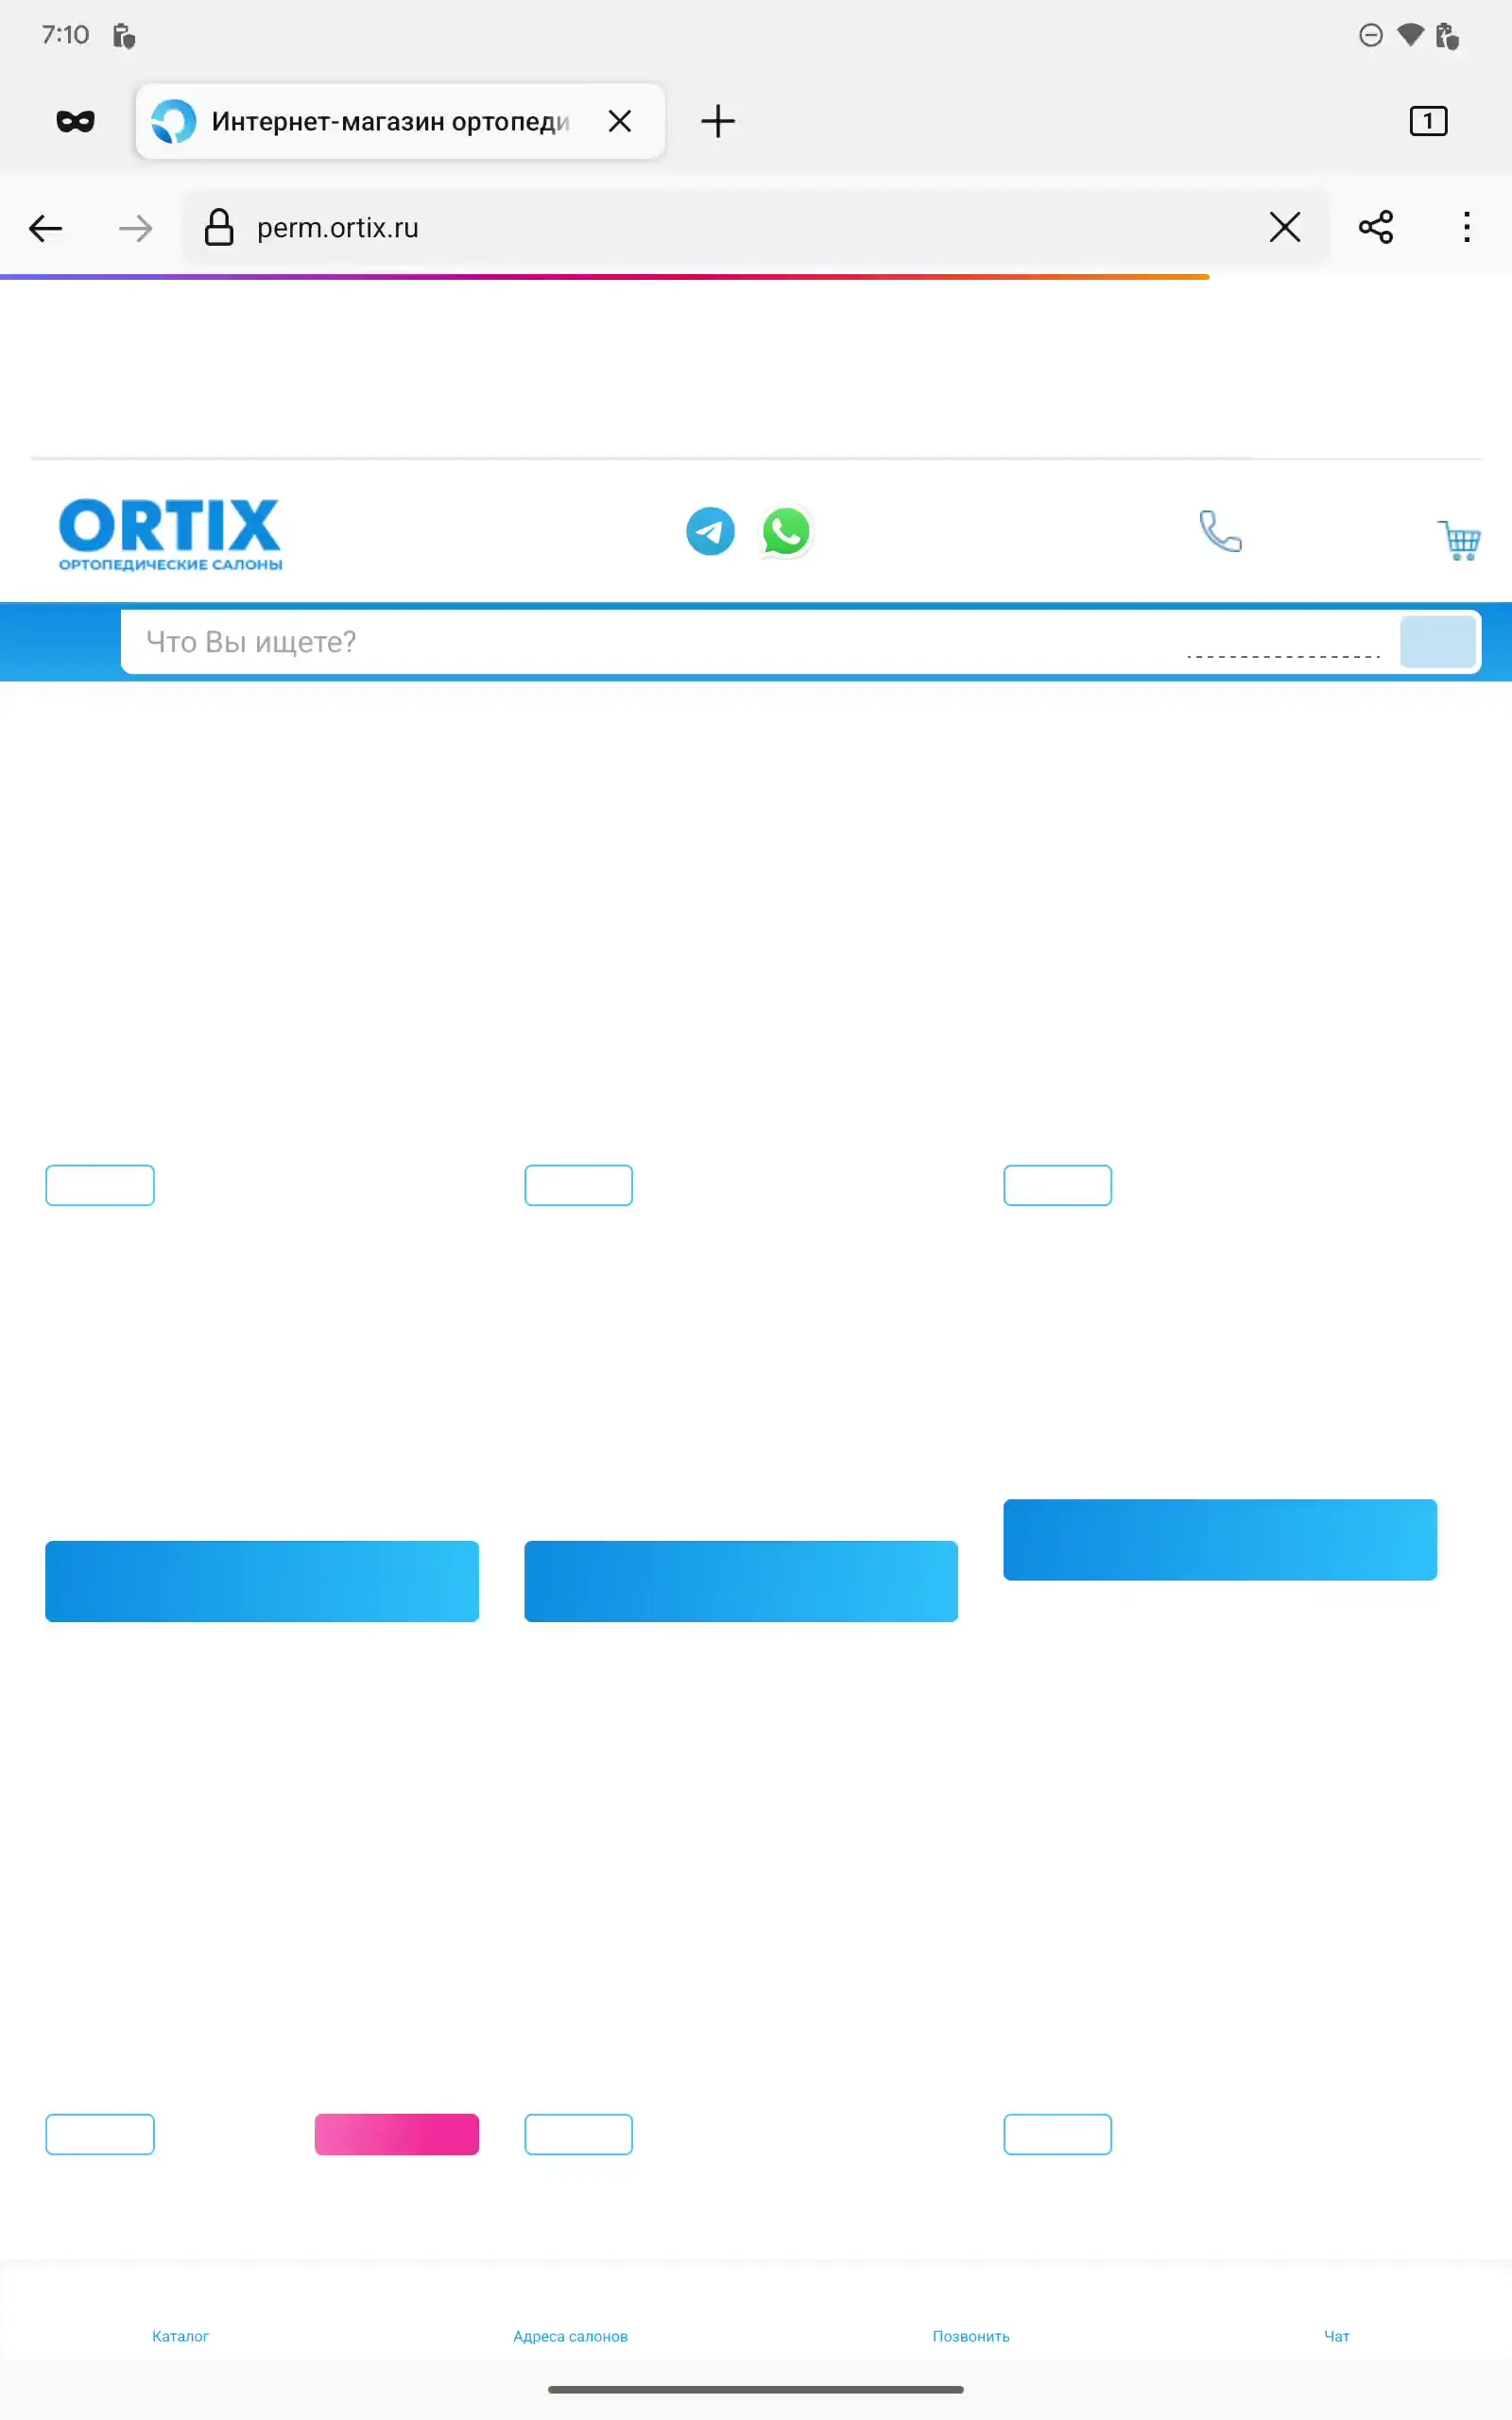 7:10
Интернет-магазин ортопеди
1
perm.ortix.ru
ORTIX
ОРТОПЕДИЧЕСКИЕ САЛОНЫ
Что Вы ищете?
Каталог
Адреса салонов
Позвонить
Чат